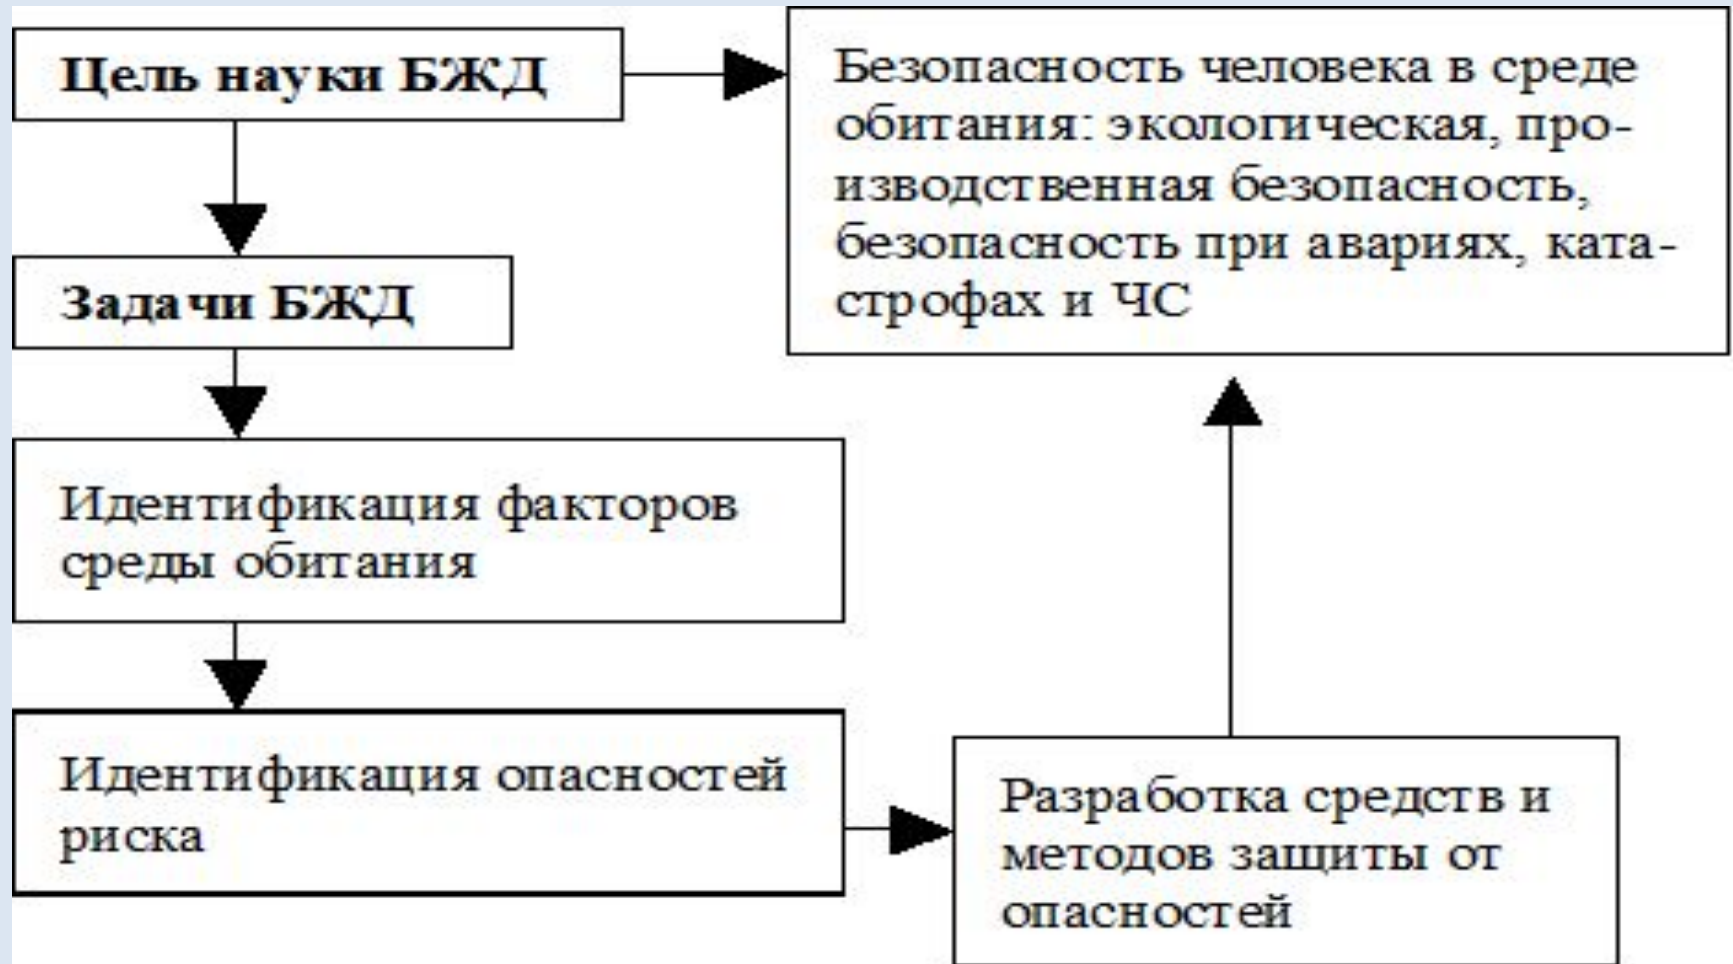 Цель науки БЖД
Безопасность человека в среде
обитания: экологическая, про-
изводственная безопасность,
безопасность при авариях, ката-
строфах и ЧС
Задачи БЖД
Идентификация факторов
среды обитания
Идентификация опасностей
риска
Разработка средств и
методов защиты от
опасностей